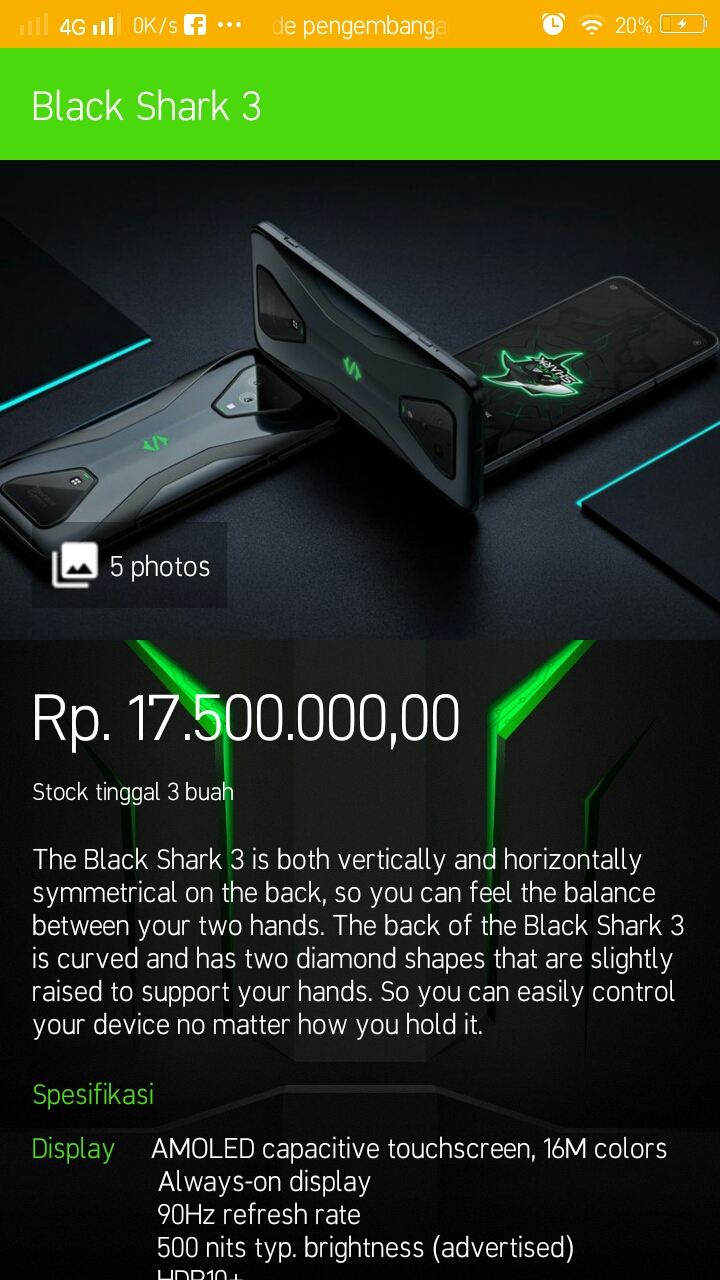 4G 0K/s ••• de pengembanga 20%
Black Shark 3
SHARK
5 photos
Rp. 17.500.000,00
Stock tinggal 3 buah
The Black Shark 3 is both vertically and horizontally
symmetrical on the back, so you can feel the balance
between your two hands. The back of the Black Shark 3
is curved and has two diamond shapes that are slightly
raised to support your hands. So you can easily control
your device no matter how you hold it.
Spesifikasi
Display AMOLED capacitive touchscreen, 16M colors
Always-on display
90Hz refresh rate
500 nits typ. brightness (advertised)
HDR10+